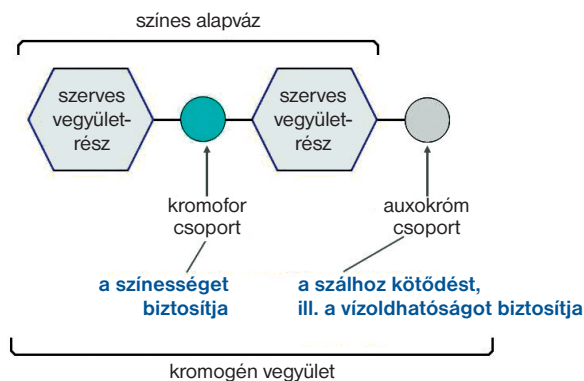 színes alapváz
szerves
vegyület-
rész
szerves
vegyület-
rész
kromofor
csoport
auxokróm
csoport
a színességet
biztosítja
a szálhoz kötődést,
ill. a vízoldhatóságot biztosítja
kromogén vegyület